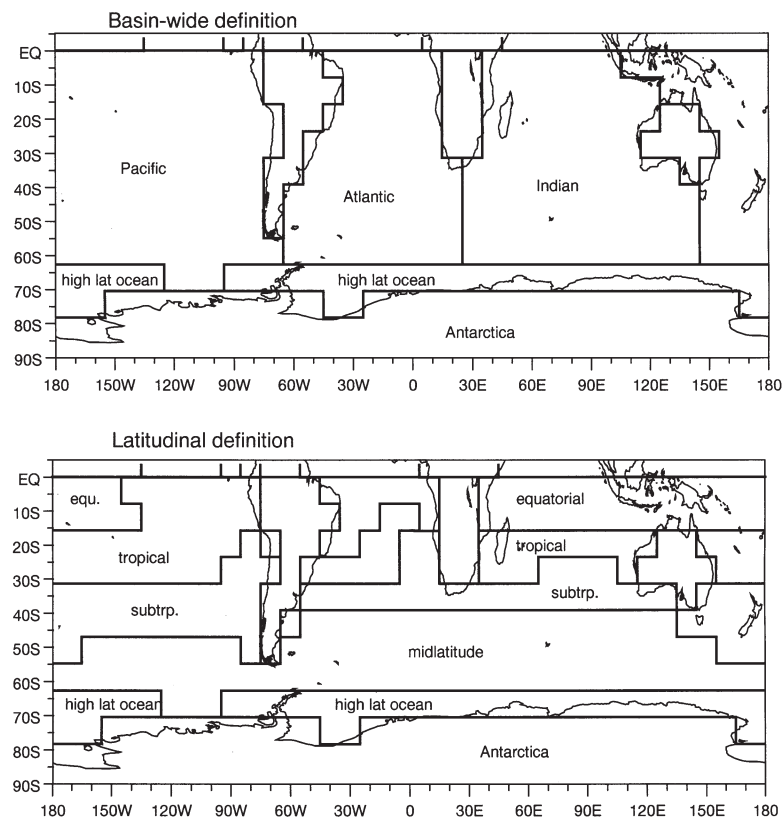 Basin-wide definition
EQ
10S
20S
30S
40S
50S
60S
70S
80S
90S
Pacific
Atlantic
Indian
high lat ocean
high lat ocean
Antarctica
180 150W 120W 90W 60W 30W 0 30E 60E 90E 120E 150E 180
Latitudinal definition
EQ
10S
20S
30S
40S
50S
60S
70S
80S
90S
equ.
equatorial
tropical
tropical
subtrp.
subtrp.
midlatitude
high lat ocean
high lat ocean
Antarctica
180 150W 120W 90W 60W 30W 0 30E 60E 90E 120E 150E 180